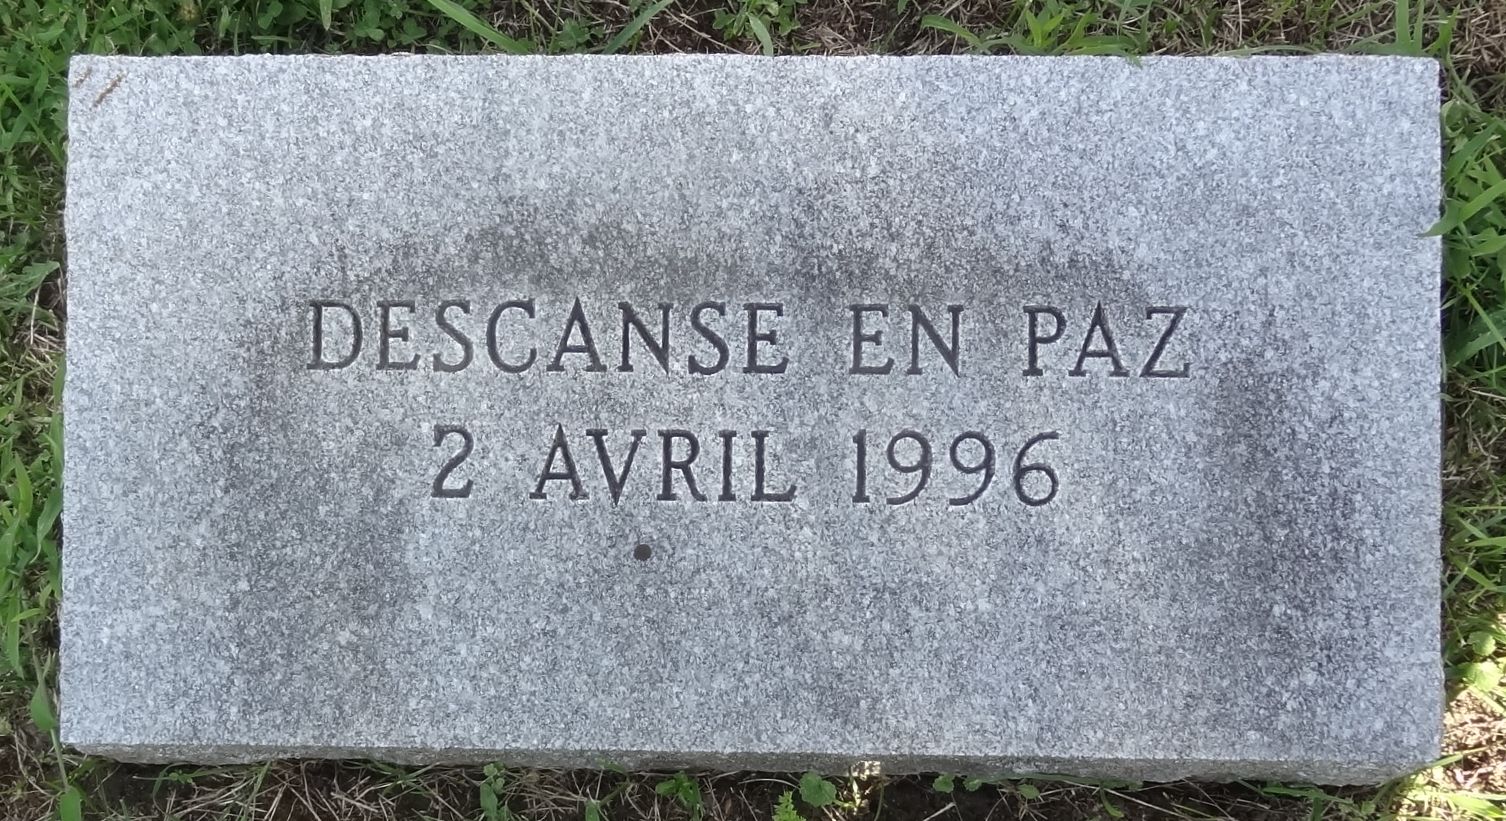 DESCANSE EN PAZ
2 AVRIL 1996